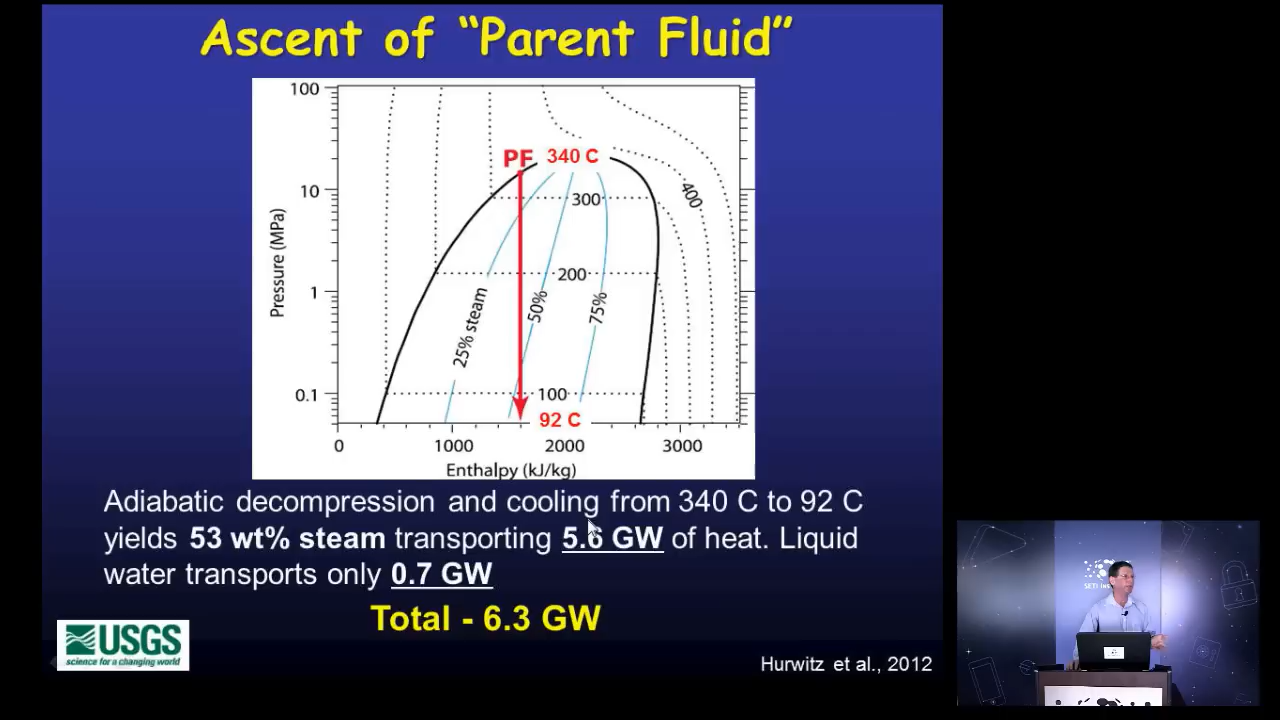 Ascent of “Parent Fluid”
100
10
1
0.1
Pressure (MPa)
PF
340 C
300
400
200
25% steam
50%
75%
100
92 C
0
1000
2000
3000
Enthalpy (kJ/kg)
Adiabatic decompression and cooling from 340 C to 92 C
yields 53 wt% steam transporting 5.6 GW of heat. Liquid
water transports only 0.7 GW
Total - 6.3 GW
USGS
science for a changing world
Hurwitz et al., 2012